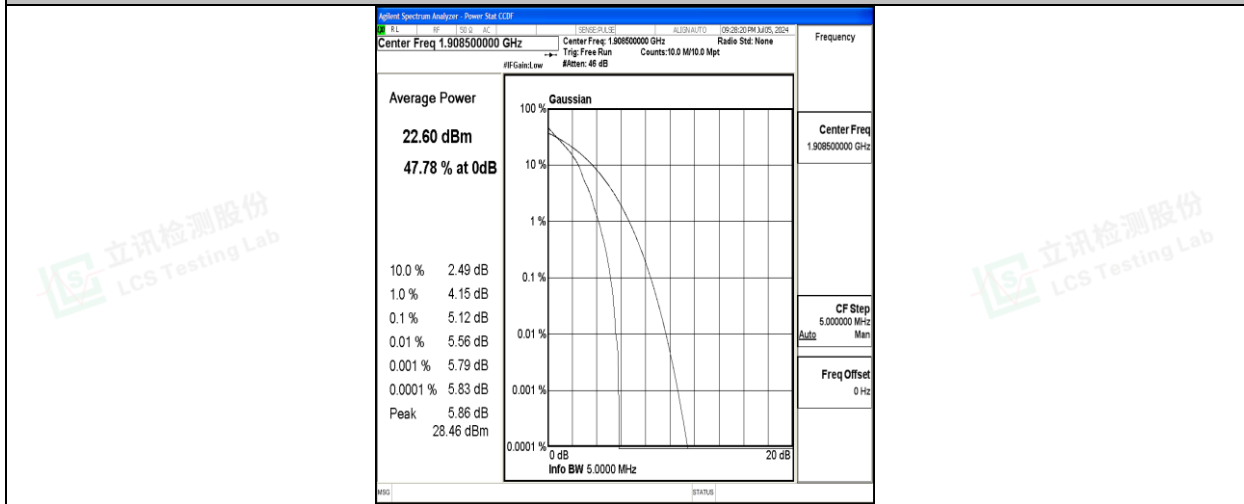 Agilent Spectrum Analyzer - Power Stat CCDF
RL RF 50 Ω AC SENSE:PULSE ALIGN AUTO 09:28:20 PM Jul 05, 2024
Center Freq 1.908500000 GHz
Center Freq: 1.908500000 GHz Radio Std: None
Trig: Free Run Counts:10.0 M/10.0 Mpt
#IFGain:Low #Atten: 46 dB
Frequency
Average Power
22.60 dBm
47.78 % at 0dB
10.0 % 2.49 dB
1.0 % 4.15 dB
0.1 % 5.12 dB
0.01 % 5.56 dB
0.001 % 5.79 dB
0.0001 % 5.83 dB
Peak 5.86 dB
28.46 dBm
Gaussian
100 %
10 %
1 %
0.1 %
0.01 %
0.001 %
0.0001 %
0 dB 20 dB
Info BW 5.0000 MHz
Center Freq
1.908500000 GHz
CF Step
5.000000 MHz
Auto Man
Freq Offset
0 Hz
MSG STATUS
立讯检测股份
LCS Testing Lab
立讯检测股份
LCS Testing Lab